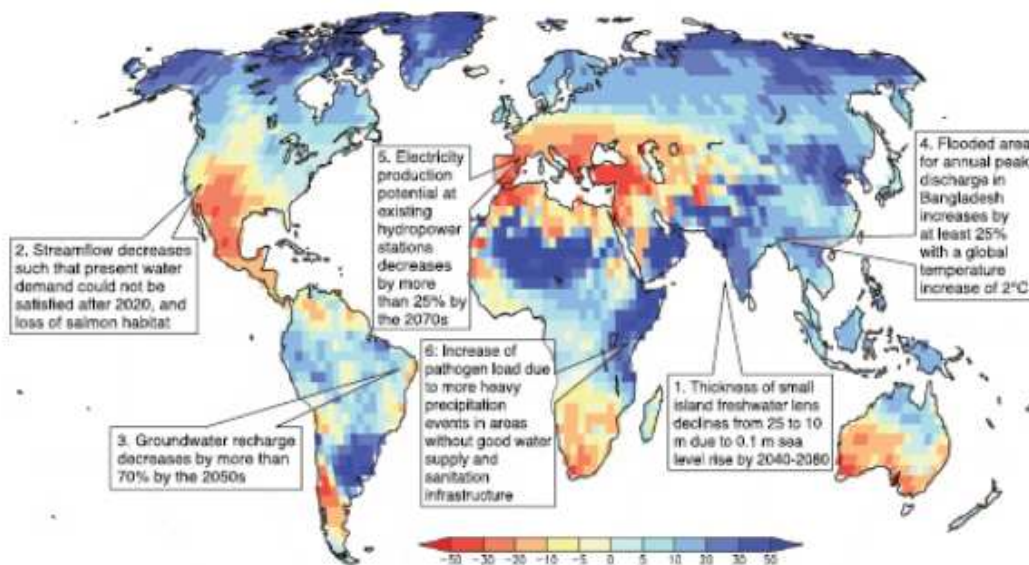 5. Electricity
production
potential at
existing
hydropower
stations
decreases
by more
than 25% by
the 2070s
4. Flooded area
for annual peak
discharge in
Bangladesh
increases by
at least 25%
with a global
temperature
increase of 2°C
2. Streamflow decreases
such that present water
demand could not be
satisfied after 2020, and
loss of salmon habitat
6: Increase of
pathogen load due
to more heavy
precipitation
events in areas
without good water
supply and
sanitation
infrastructure
1. Thickness of small
island freshwater lens
declines from 25 to 10
m due to 0.1 m sea
level rise by 2040-2080
3. Groundwater recharge
decreases by more than
70% by the 2050s
-50 -30 -20 -10 -5 0 5 10 20 30 50